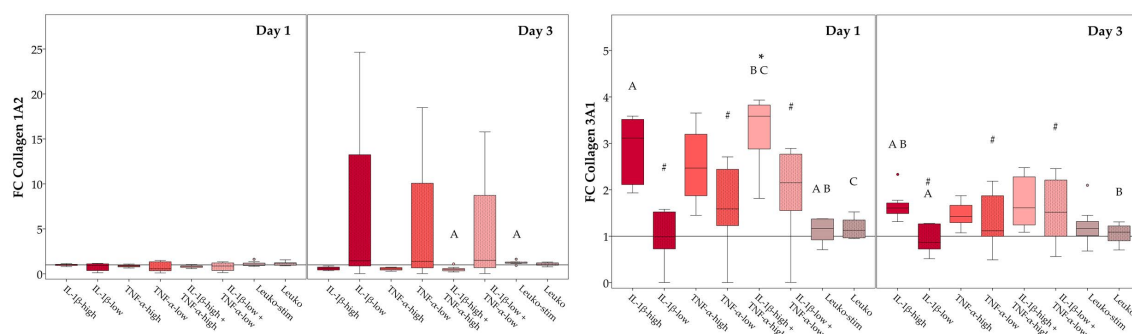 Day 1
Day 3
FC Collagen 1A2
25
20
15
10
5
0
A
A
IL-1β-high
IL-1β-low
TNF-α-high
TNF-α-low
IL-1β-high +
TNF-α-high
IL-1β-low +
TNF-α-low
Leuko-stim
Leuko
IL-1β-high
IL-1β-low
TNF-α-high
TNF-α-low
IL-1β-high +
TNF-α-high
IL-1β-low +
TNF-α-low
Leuko-stim
Leuko
Day 1
Day 3
FC Collagen 3A1
5
4
3
2
1
0
A
#
#
*
B C
#
A B
C
A B
#
A
#
#
B
IL-1β-high
IL-1β-low
TNF-α-high
TNF-α-low
IL-1β-high +
TNF-α-high
IL-1β-low +
TNF-α-low
Leuko-stim
Leuko
IL-1β-high
IL-1β-low
TNF-α-high
TNF-α-low
IL-1β-high +
TNF-α-high
IL-1β-low +
TNF-α-low
Leuko-stim
Leuko